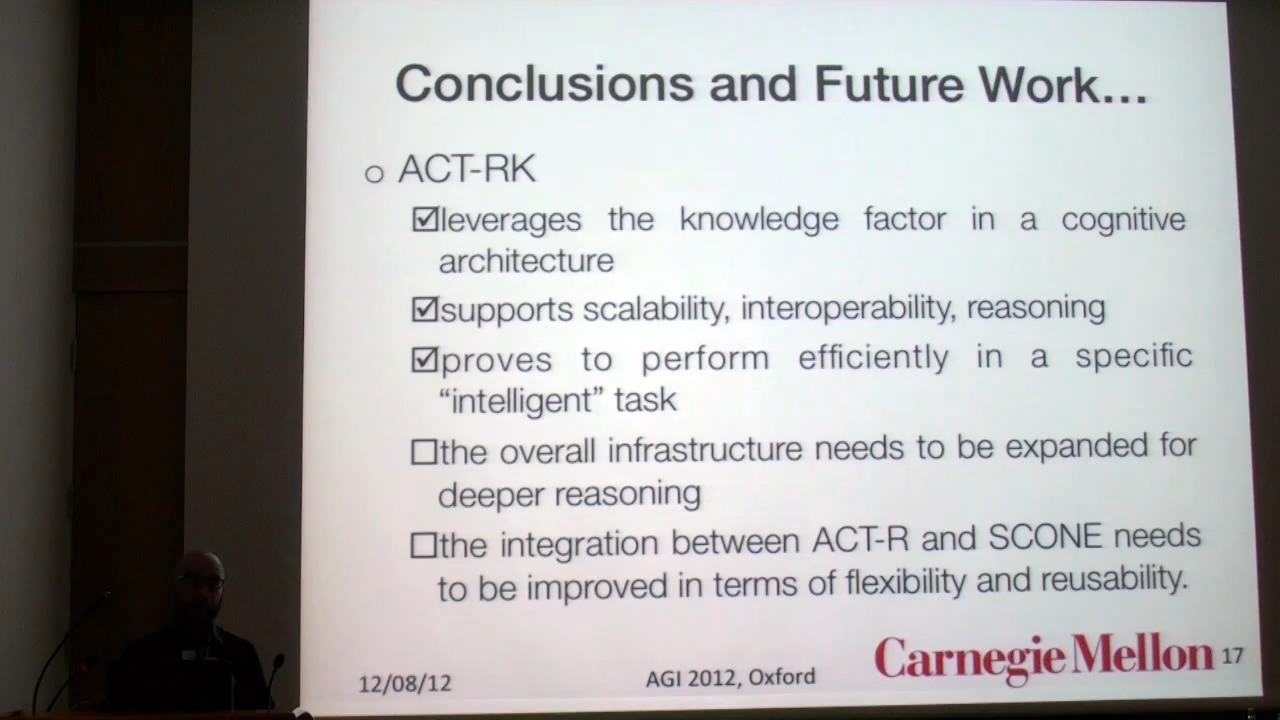 Conclusions and Future Work...
○ ACT-RK
☑leverages the knowledge factor in a cognitive
architecture
☑supports scalability, interoperability, reasoning
☑proves to perform efficiently in a specific
“intelligent” task
☐the overall infrastructure needs to be expanded for
deeper reasoning
☐the integration between ACT-R and SCONE needs
to be improved in terms of flexibility and reusability.
12/08/12
AGI 2012, Oxford
Carnegie Mellon
17